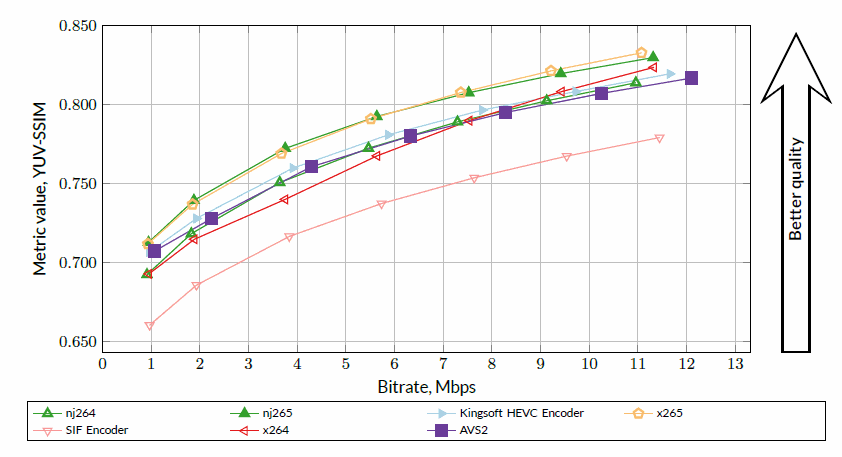 0.850
0.800
0.750
0.700
0.650
Metric value, YUV-SSIM
0 1 2 3 4 5 6 7 8 9 10 11 12 13
Bitrate, Mbps
Better quality
nj264 nj265 Kingsoft HEVC Encoder x265
SIF Encoder x264 AVS2